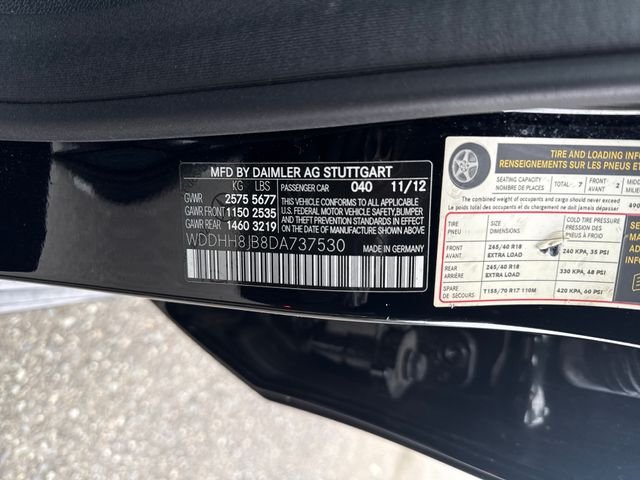 MFD BY DAIMLER AG STUTTGART
KG LBS PASSENGER CAR 040 11/12
GVWR 2575 5677
GAWR FRONT 1150 2535
GAWR REAR 1460 3219
THIS VEHICLE CONFORMS TO ALL APPLICABLE
U.S. FEDERAL MOTOR VEHICLE SAFETY, BUMPER
AND THEFT PREVENTION STANDARDS
IN EFFECT ON THE DATE OF
MANUFACTURE SHOWN ABOVE
WDDHH8JB8DA737530 MADE IN GERMANY
TIRE AND LOADING INFOR
RENSEIGNEMENTS SUR LES PNEUS ET
SEATING CAPACITY TOTAL 7 FRONT 2
NOMBRE DE PLACES AVANT
The combined weight of occupants and cargo should never exceed
490
TIRE SIZE COLD TIRE PRESSURE
PNEU DIMENSIONS PRESSION DES PNEUS À FROID
FRONT 245/40 R18 240 KPA, 35 PSI
AVANT EXTRA LOAD
REAR 245/40 R18 330 KPA, 48 PSI
ARRIÈRE EXTRA LOAD
SPARE T155/70 R17 110M 420 KPA, 60 PSI
DE SECOURS